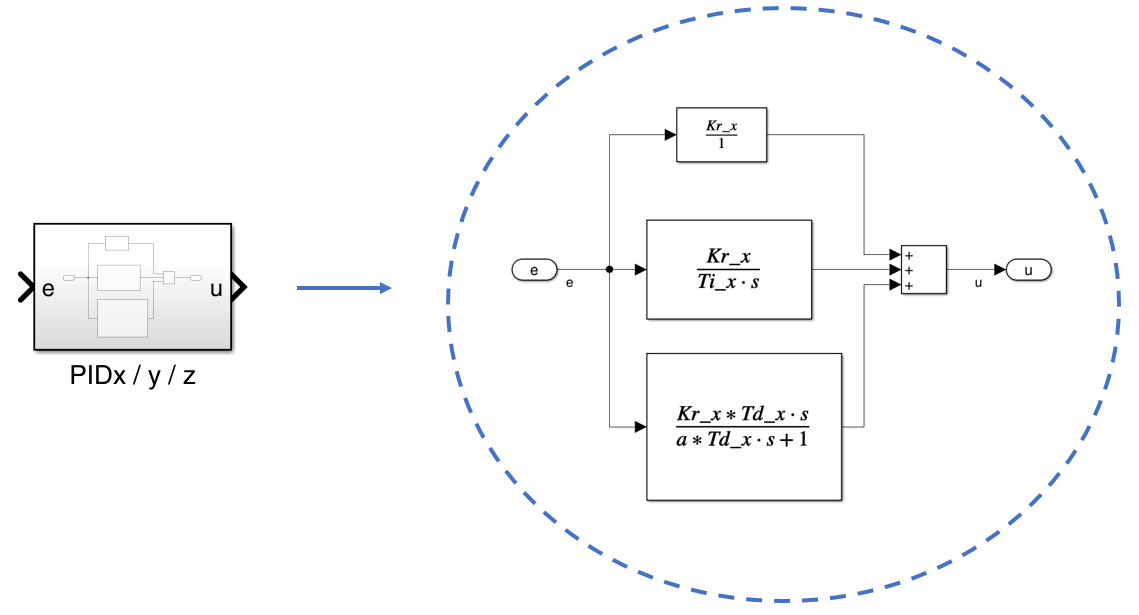 e
u
PIDx / y / z
e
e
Kr_x
1
Kr_x
Ti_x · s
Kr_x * Td_x · s
a * Td_x · s + 1
+
+
+
u
u